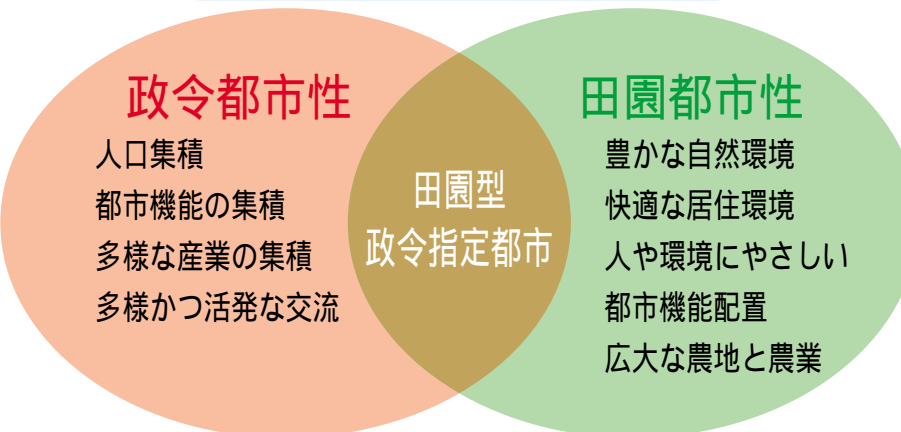 政令都市性
人口集積
都市機能の集積
多様な産業の集積
多様かつ活発な交流
田園型
政令指定都市
田園都市性
豊かな自然環境
快適な居住環境
人や環境にやさしい
都市機能配置
広大な農地と農業